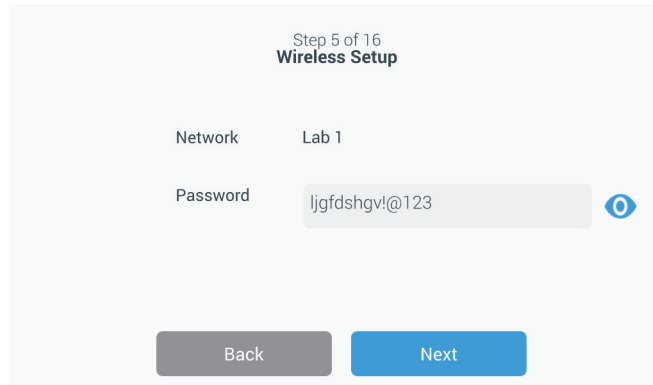 Step 5 of 16
Wireless Setup
Network Lab 1
Password ljgfdshgv!@123
Back Next